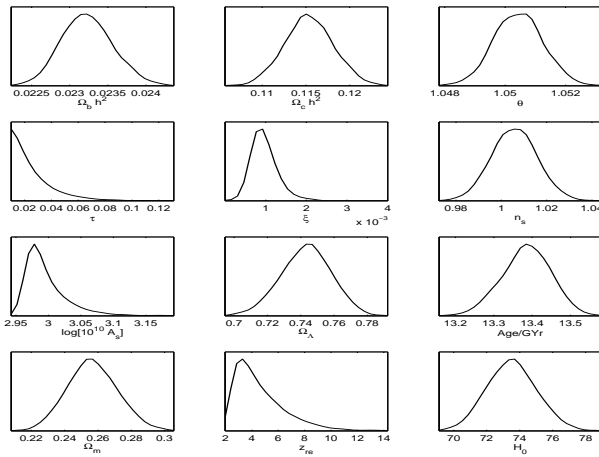 0.0225 0.023 0.0235 0.024
Ω_b h²
0.11 0.115 0.12
Ω_c h²
1.048 1.05 1.052
θ
0.02 0.04 0.06 0.08 0.1 0.12
τ
0 1 2 3 4
x 10⁻³
ξ
0.98 1 1.02 1.04
n_s
2.95 3 3.05 3.1 3.15
log[10¹⁰ A_s]
0.7 0.72 0.74 0.76 0.78
Ω_Λ
13.2 13.3 13.4 13.5
Age/GYr
0.22 0.24 0.26 0.28 0.3
Ω_m
2 4 6 8 10 12 14
z_re
70 72 74 76 78
H_0